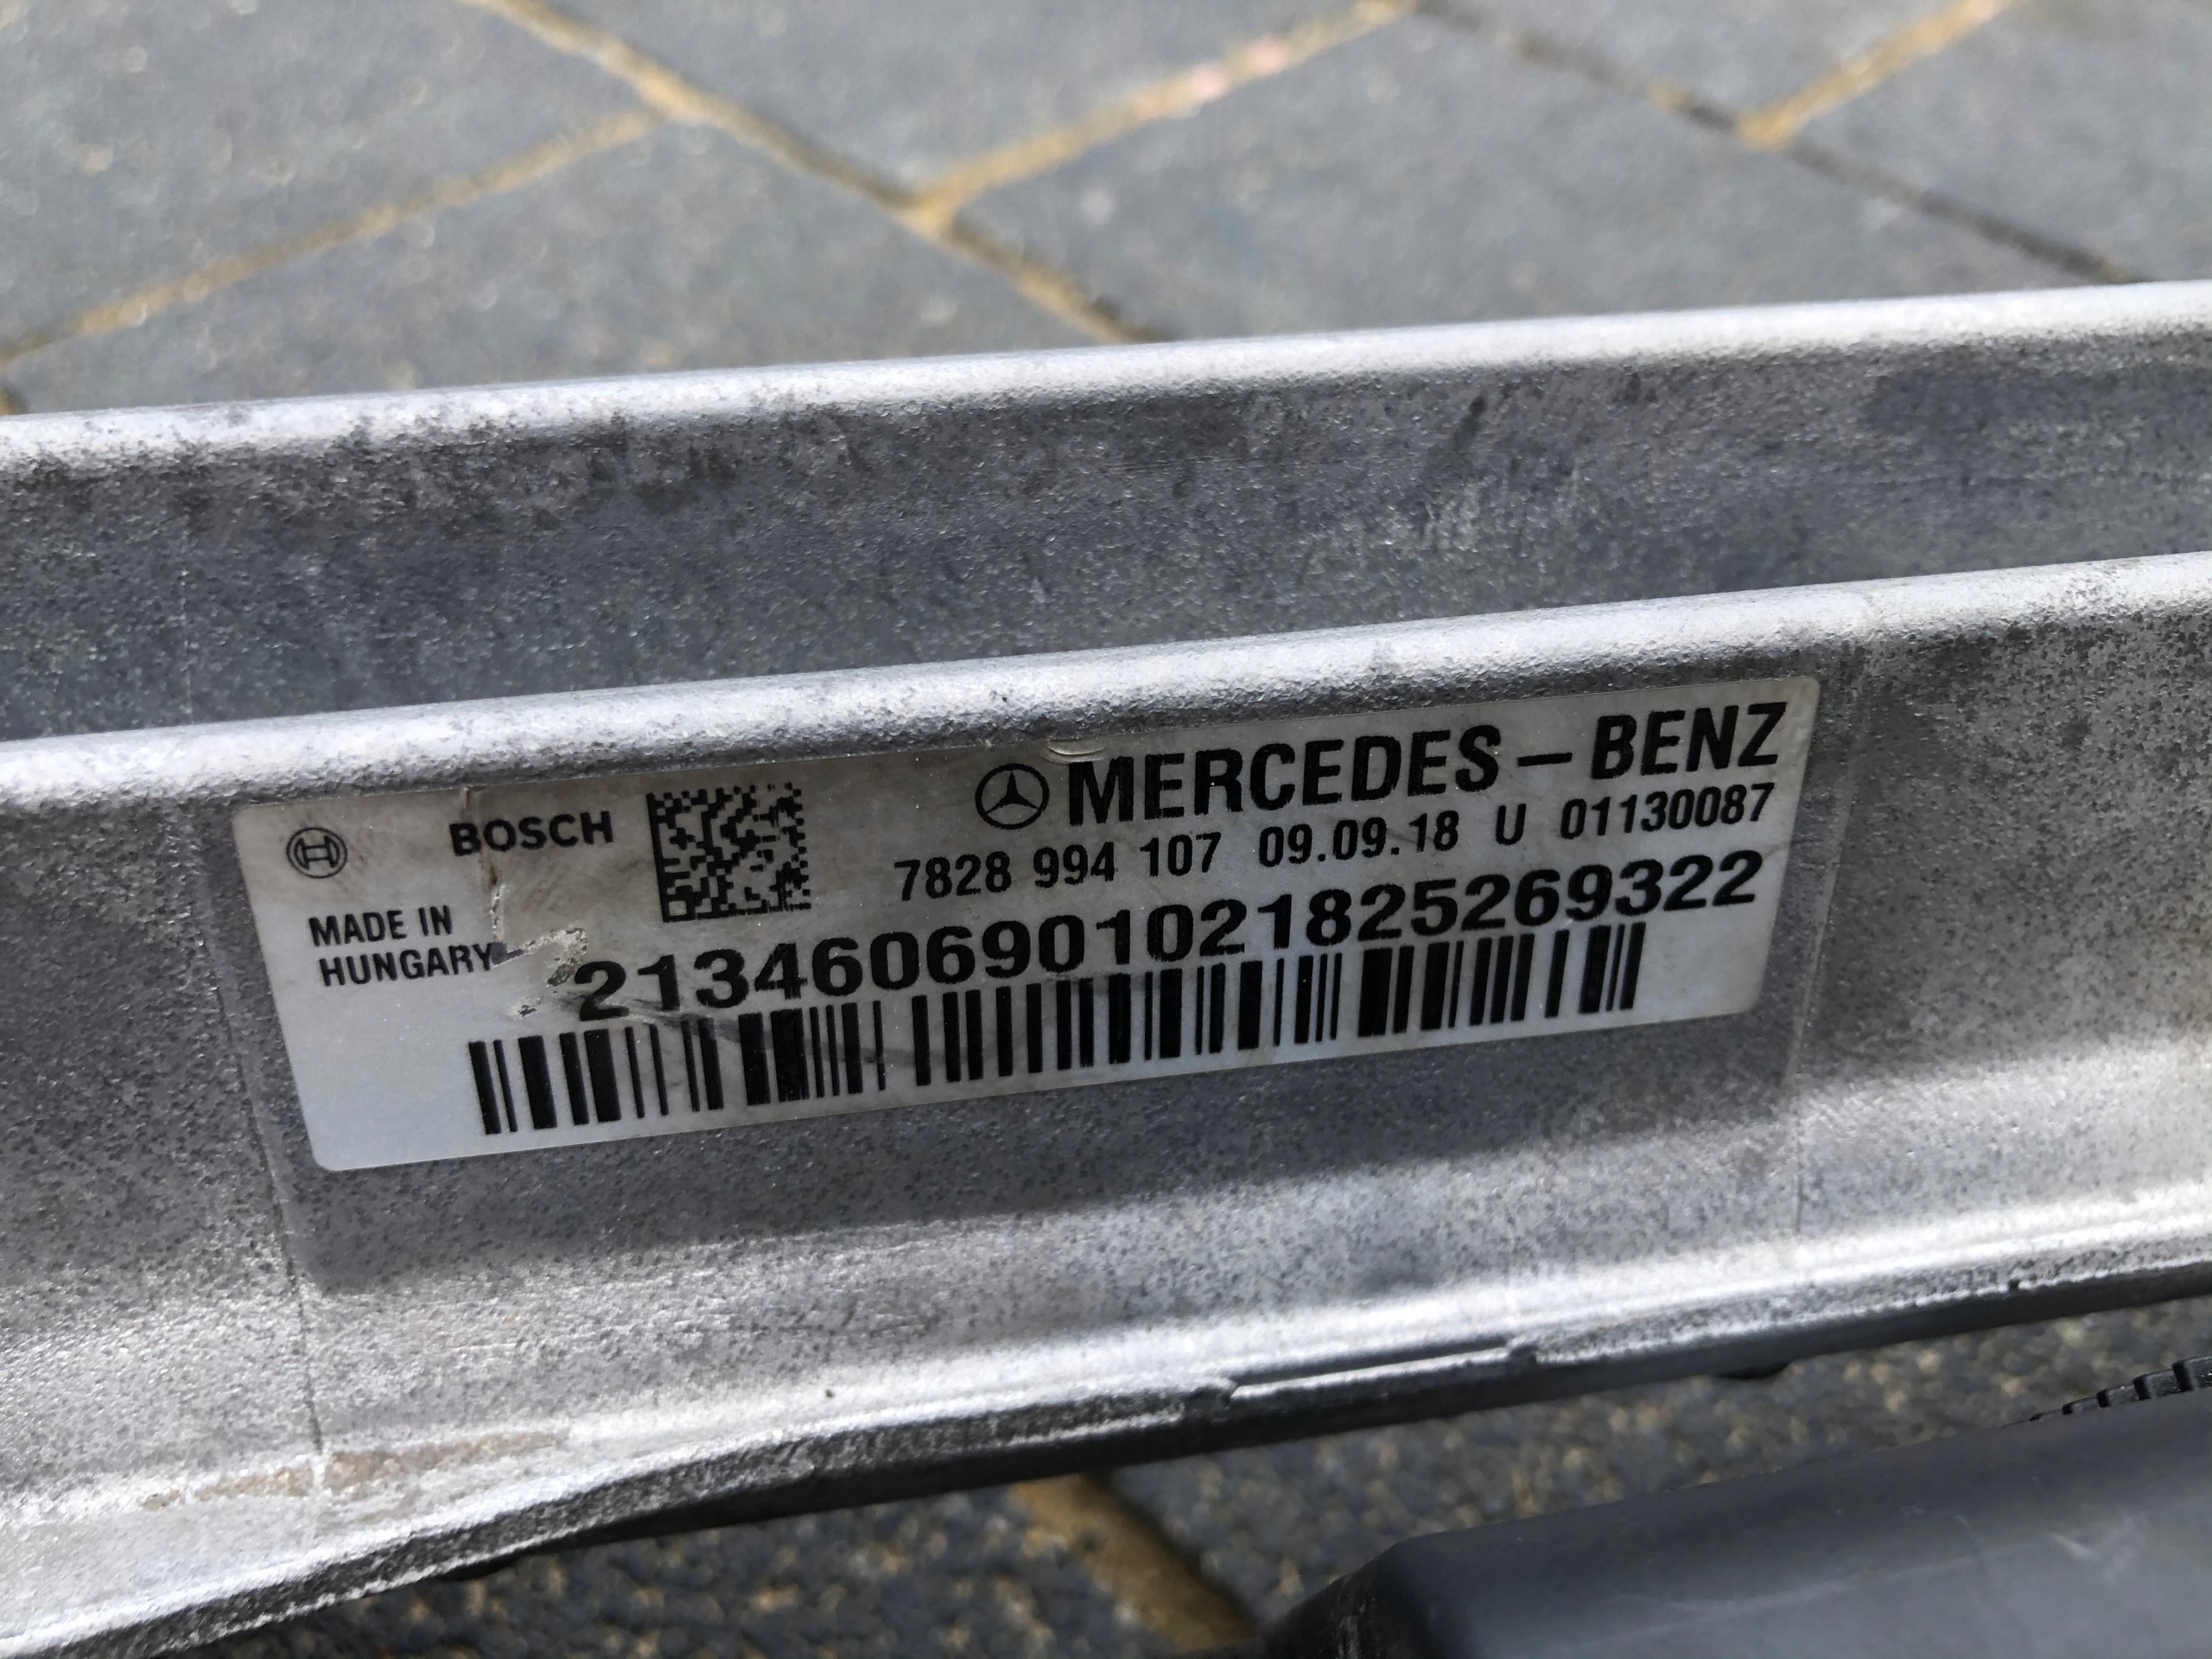 BOSCH
MADE IN
HUNGARY
MERCEDES-BENZ
7828 994 107 09.09.18 U 01130087
21346069010218252693​22